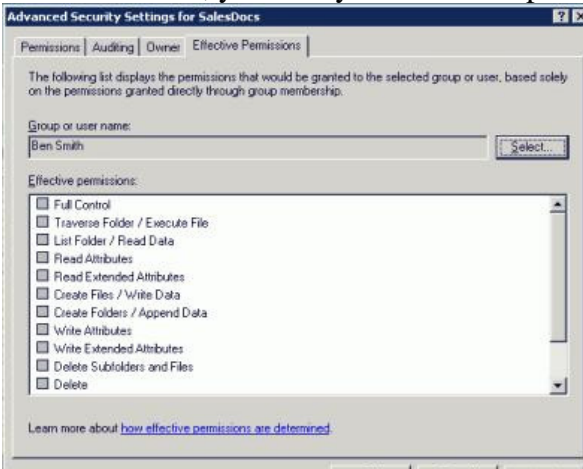 Advanced Security Settings for SalesDocs
Permissions Auditing Owner Effective Permissions
The following list displays the permissions that would be granted to the selected group or user, based solely
on the permissions granted directly through group membership.
Group or user name:
Ben Smith Select...
Effective permissions:
Full Control
Traverse Folder / Execute File
List Folder / Read Data
Read Attributes
Read Extended Attributes
Create Files / Write Data
Create Folders / Append Data
Write Attributes
Write Extended Attributes
Delete Subfolders and Files
Delete
Learn more about how effective permissions are determined.